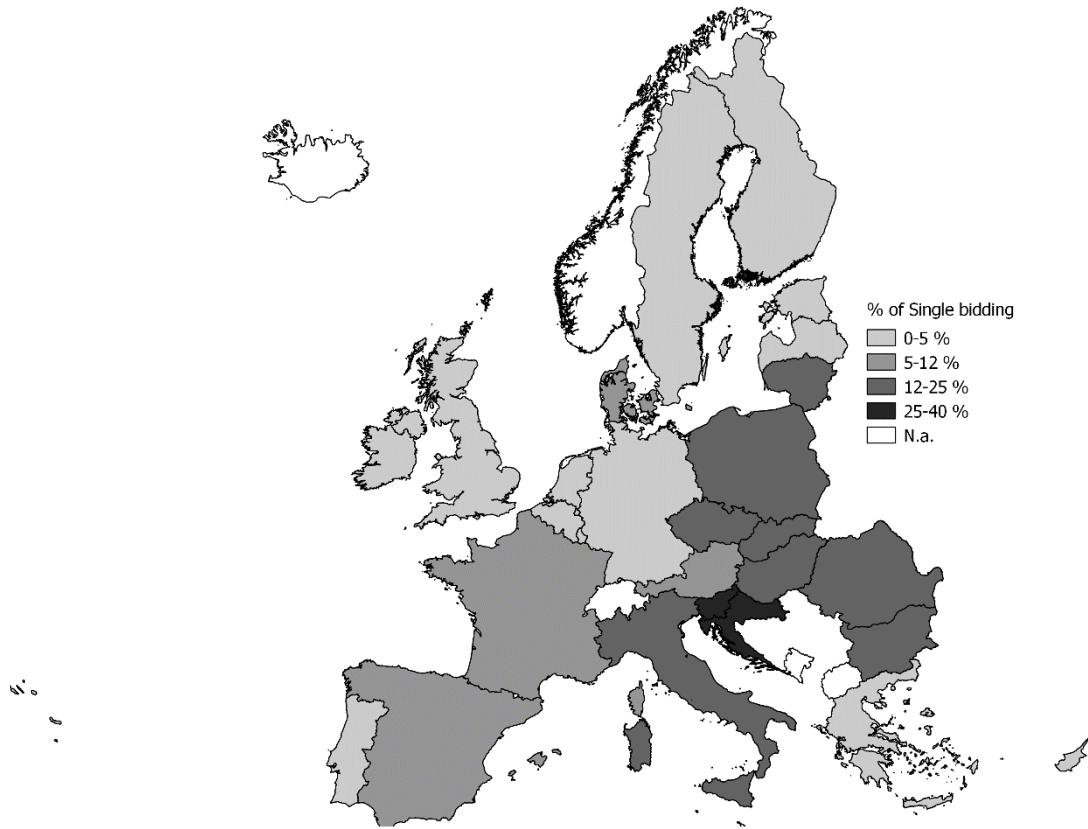 % of Single bidding
0-5 %
5-12 %
12-25 %
25-40 %
N.a.